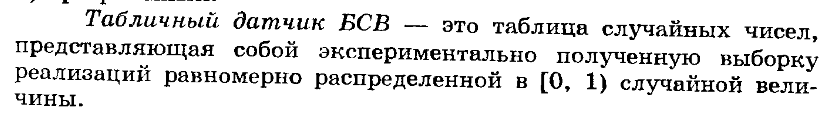 Табличный датчик БСВ — это таблица случайных чисел,
представляющая собой экспериментально полученную выборку
реализаций равномерно распределенной в [0, 1) случайной вели-
чины.